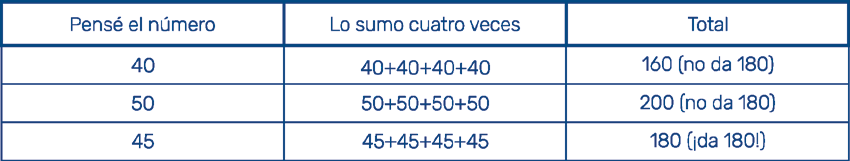 Pensé el número Lo sumo cuatro veces Total
40 40+40+40+40 160 (no da 180)
50 50+50+50+50 200 (no da 180)
45 45+45+45+45 180 (¡da 180!)